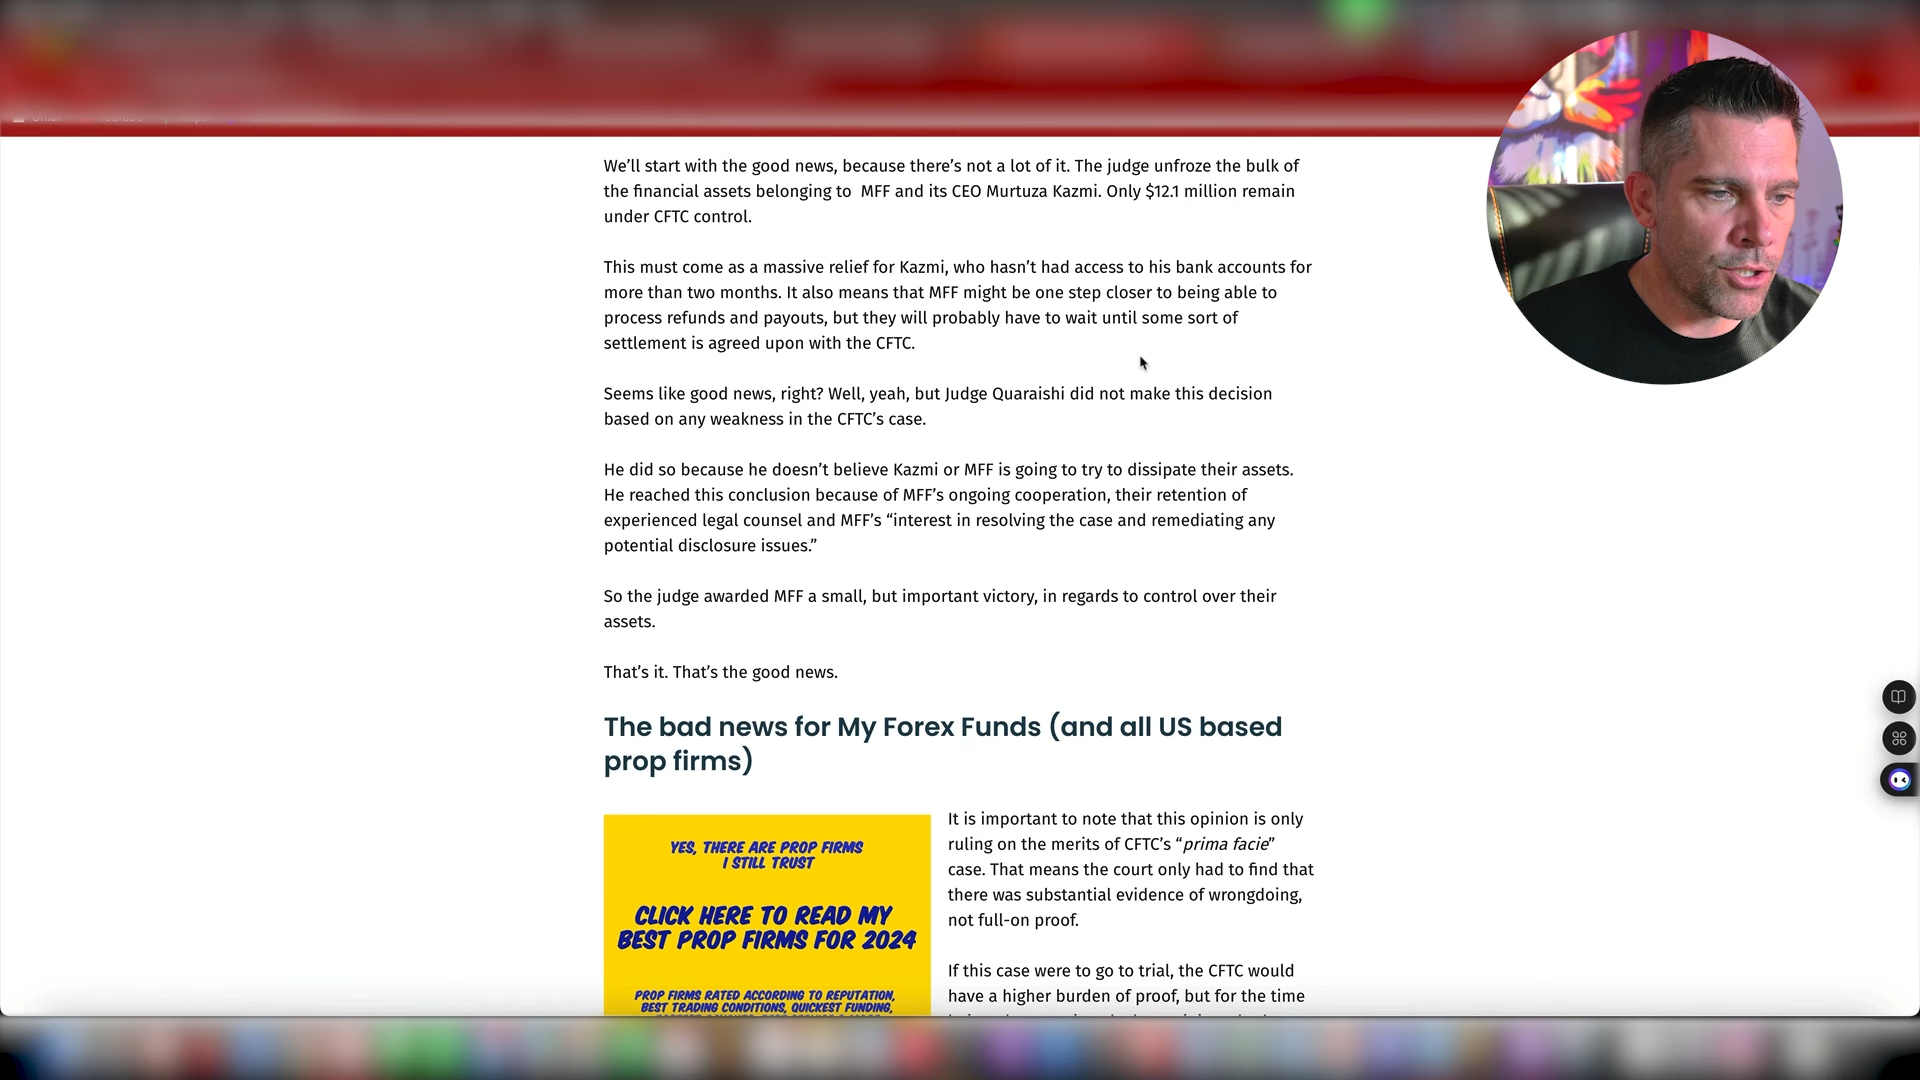 We’ll start with the good news, because there’s not a lot of it. The judge unfroze the bulk of
the financial assets belonging to  MFF and its CEO Murtuza Kazmi. Only $12.1 million remain
under CFTC control.
This must come as a massive relief for Kazmi, who hasn’t had access to his bank accounts for
more than two months. It also means that MFF might be one step closer to being able to
process refunds and payouts, but they will probably have to wait until some sort of
settlement is agreed upon with the CFTC.
Seems like good news, right? Well, yeah, but Judge Quaraishi did not make this decision
based on any weakness in the CFTC’s case.
He did so because he doesn’t believe Kazmi or MFF is going to try to dissipate their assets.
He reached this conclusion because of MFF’s ongoing cooperation, their retention of
experienced legal counsel and MFF’s “interest in resolving the case and remediating any
potential disclosure issues.”
So the judge awarded MFF a small, but important victory, in regards to control over their
assets.
That’s it. That’s the good news.
The bad news for My Forex Funds (and all US based
prop firms)
YES, THERE ARE PROP FIRMS
I STILL TRUST
CLICK HERE TO READ MY
BEST PROP FIRMS FOR 2024
PROP FIRMS RATED ACCORDING TO REPUTATION,
BEST TRADING CONDITIONS, QUICKEST FUNDING,
It is important to note that this opinion is only
ruling on the merits of CFTC’s “prima facie”
case. That means the court only had to find that
there was substantial evidence of wrongdoing,
not full-on proof.
If this case were to go to trial, the CFTC would
have a higher burden of proof, but for the time